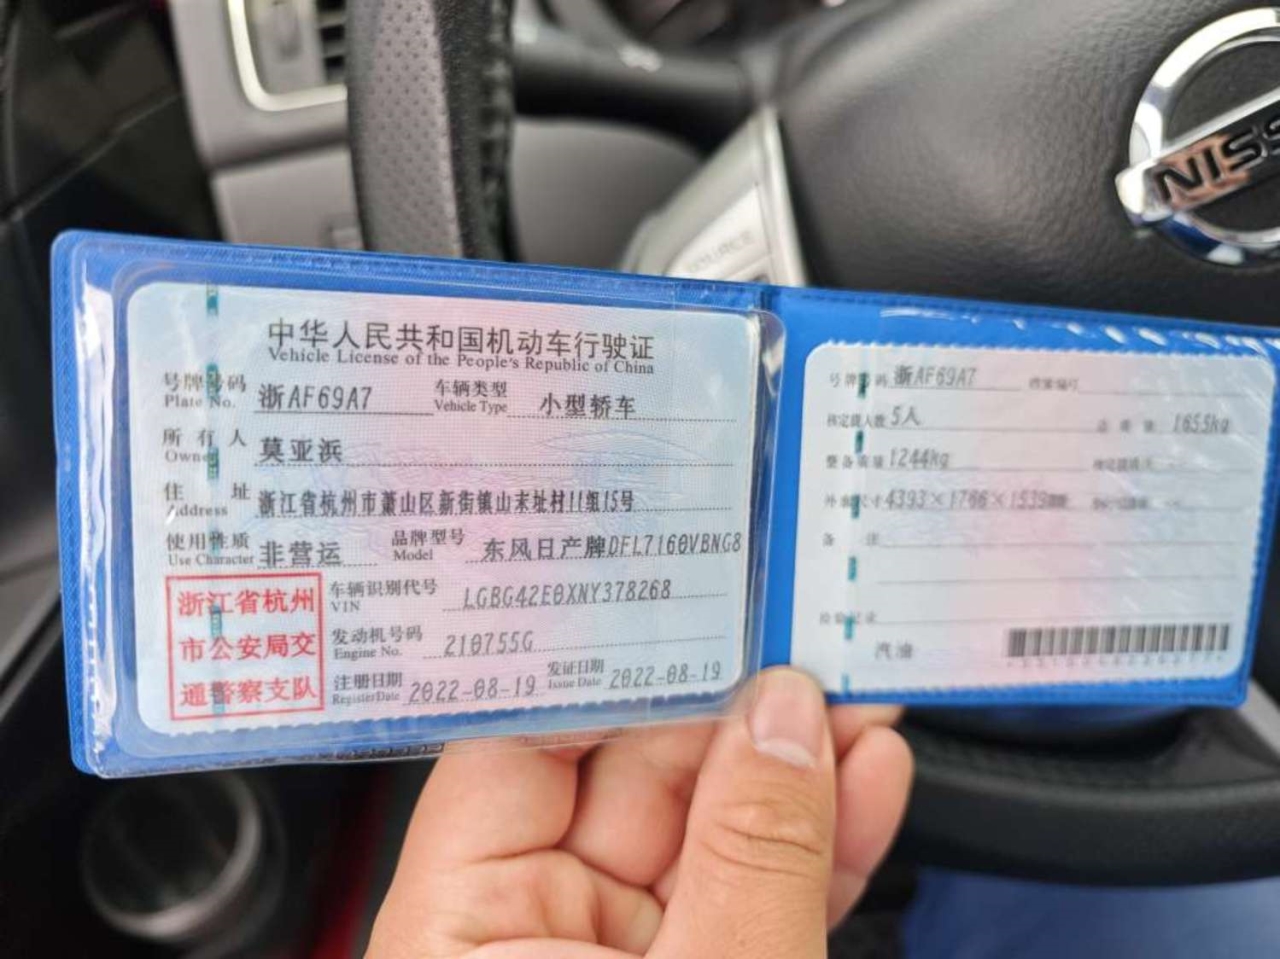 NISS
SOURCE
中华人民共和国机动车行驶证
Vehicle License of the People's Republic of China
号牌号码 浙AF69A7 车辆类型 小型轿车
Plate No. Vehicle Type
所有人 莫亚浜
Owner
住址 浙江省杭州市萧山区新街镇山末址村11组15号
Address
使用性质 非营运 品牌型号 东风日产牌DFL7160VBNG8
Use Character Model
浙江省杭州
市公安局交
通警察支队
车辆识别代号 LGBG42E0XNY378268
VIN
发动机号码 210755G
Engine No.
注册日期 2022-08-19 发证日期 2022-08-19
Register Date Issue Date
号牌号码 浙AF69A7 档案编号
核定载人数 5人 总质量 1655kg
整备质量 1244kg
外廓尺寸 4393×1766×1539mm
备注
检验记录
汽油